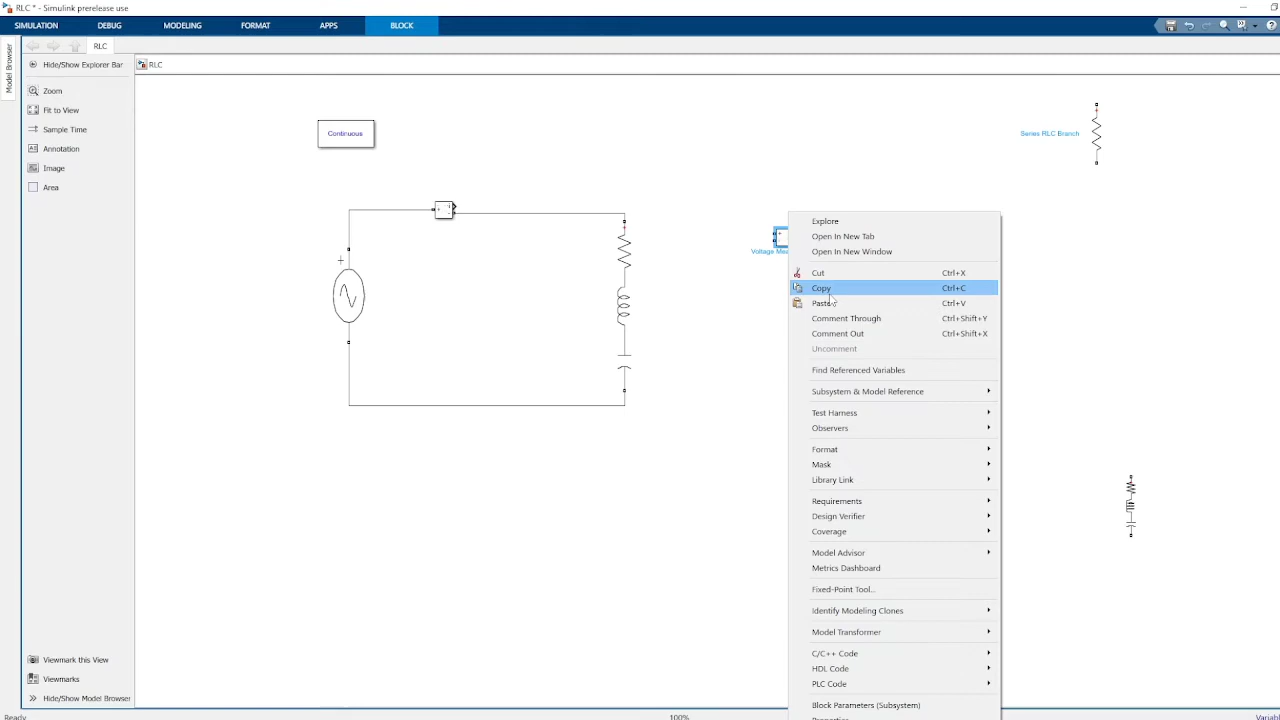 RLC * - Simulink prerelease use
SIMULATION DEBUG MODELING FORMAT APPS BLOCK
RLC
Model Browser
Hide/Show Explorer Bar
RLC
Zoom
Fit to View
Sample Time
Annotation
Image
Area
Continuous
Series RLC Branch
Voltage Mea
Explore
Open In New Tab
Open In New Window
Cut Ctrl+X
Copy Ctrl+C
Paste Ctrl+V
Comment Through Ctrl+Shift+Y
Comment Out Ctrl+Shift+X
Uncomment
Find Referenced Variables
Subsystem & Model Reference
Test Harness
Observers
Format
Mask
Library Link
Requirements
Design Verifier
Coverage
Model Advisor
Metrics Dashboard
Fixed-Point Tool...
Identify Modeling Clones
Model Transformer
C/C++ Code
HDL Code
PLC Code
Block Parameters (Subsystem)
Viewmark this View
Viewmarks
Hide/Show Model Browser
Ready 100%